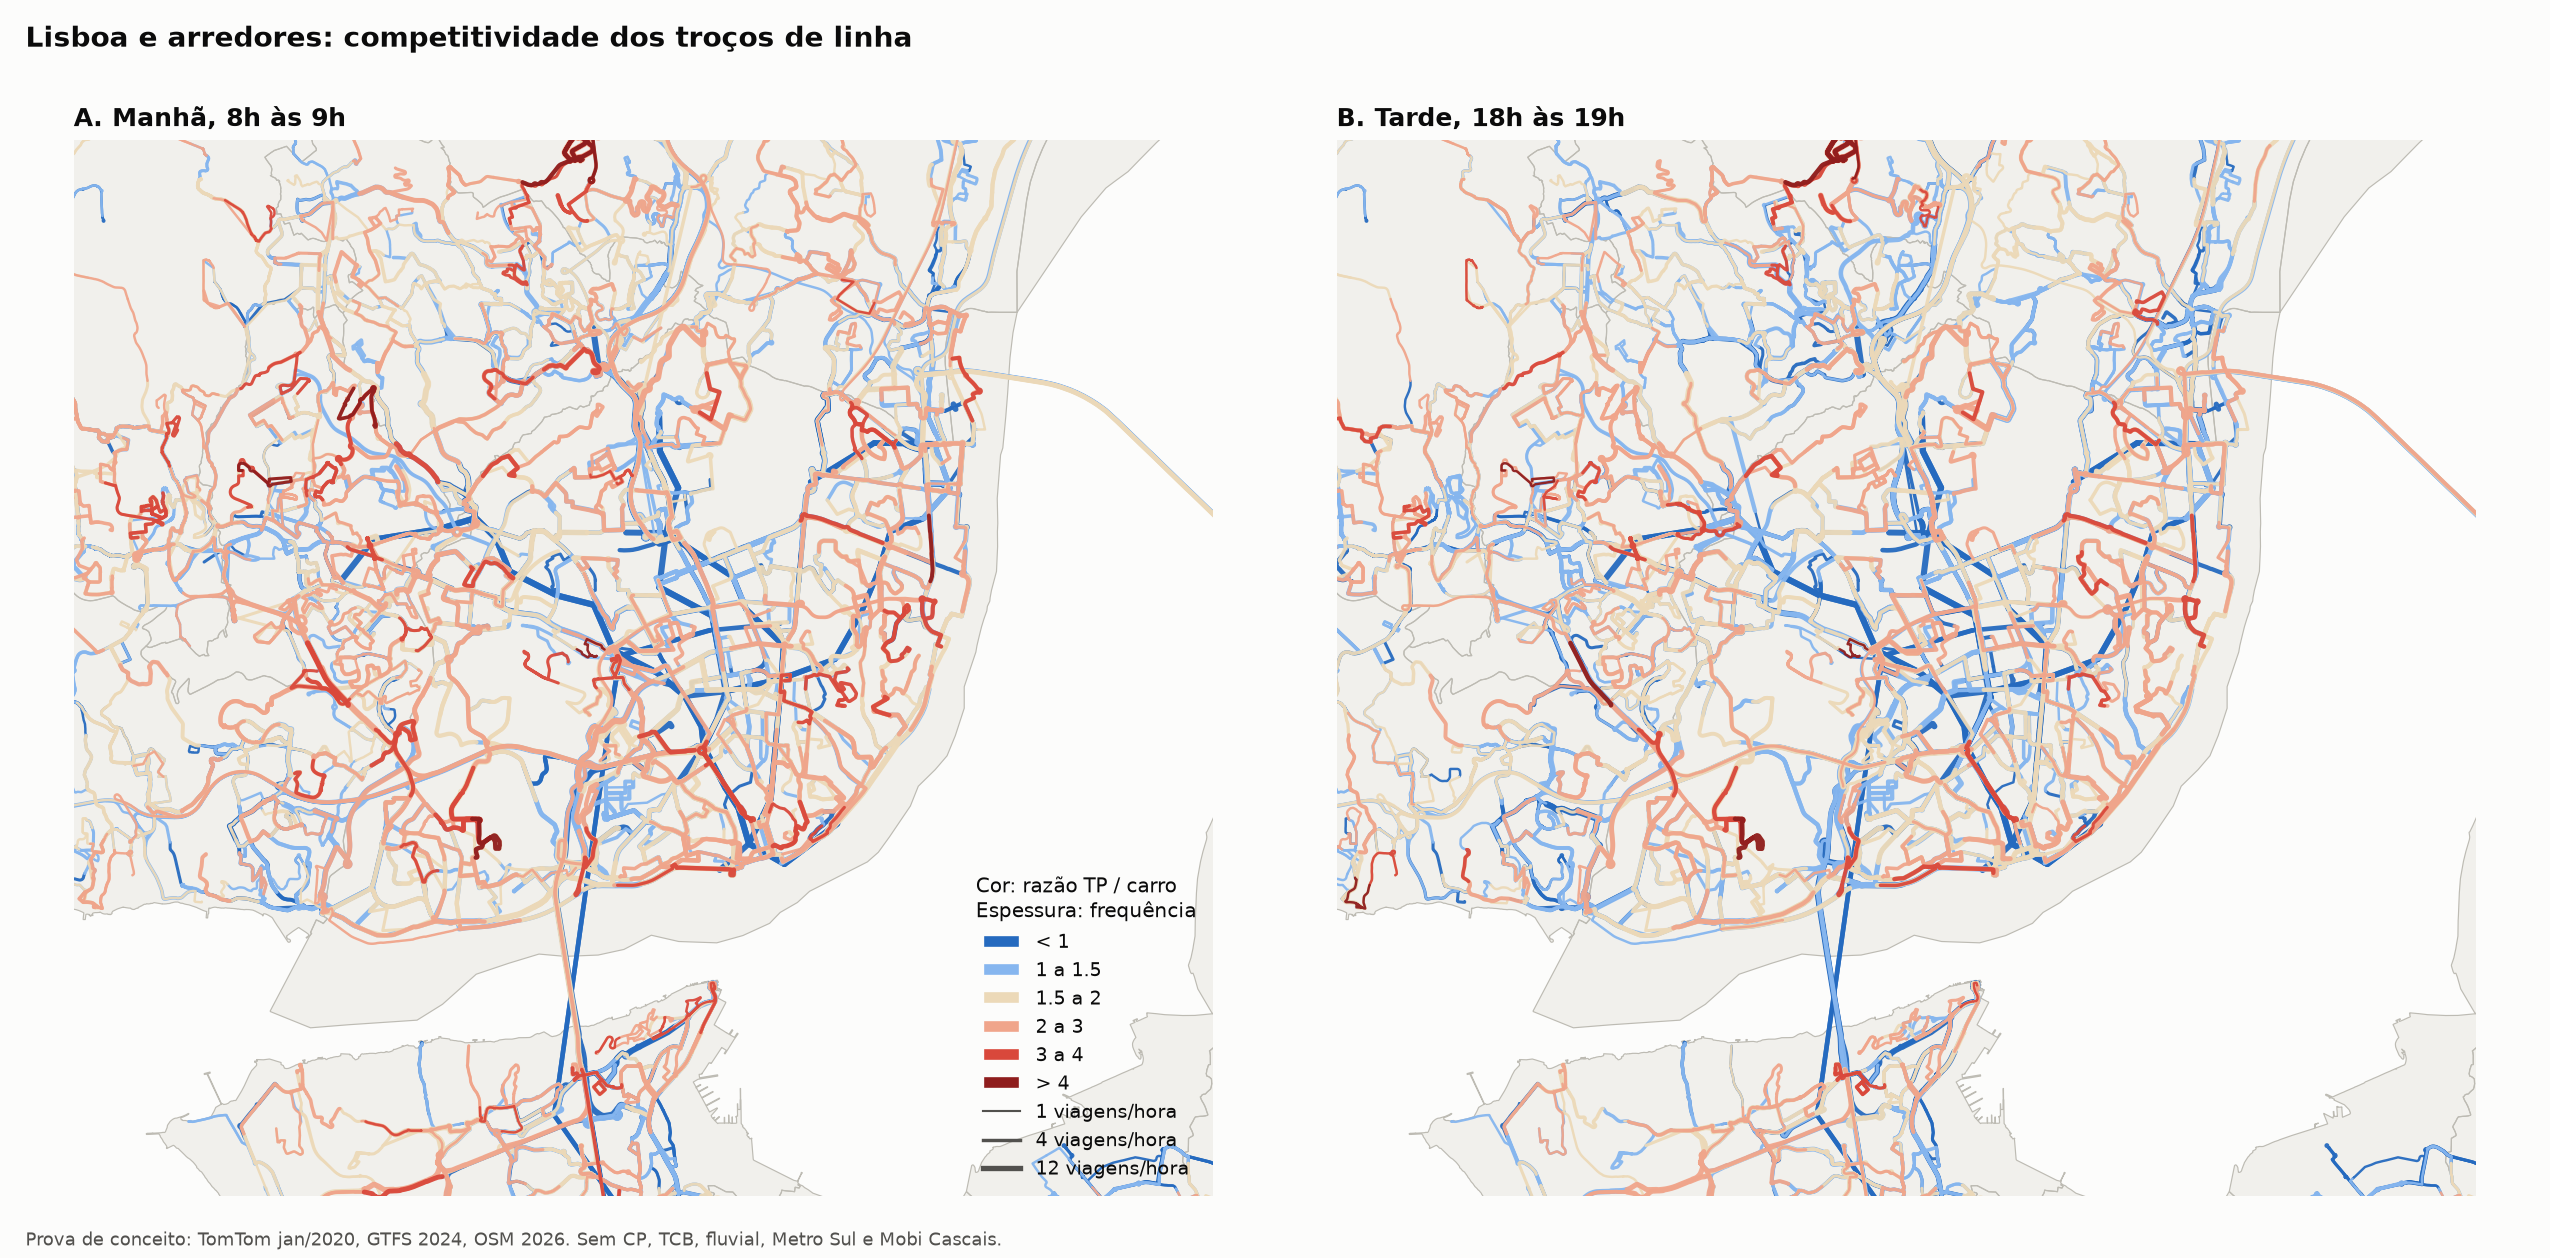 Lisboa e arredores: competitividade dos troços de linha
A. Manhã, 8h às 9h
B. Tarde, 18h às 19h
Cor: razão TP / carro
Espessura: frequência
< 1
1 a 1.5
1.5 a 2
2 a 3
3 a 4
> 4
1 viagens/hora
4 viagens/hora
12 viagens/hora
Prova de conceito: TomTom jan/2020, GTFS 2024, OSM 2026. Sem CP, TCB, fluvial, Metro Sul e Mobi Cascais.